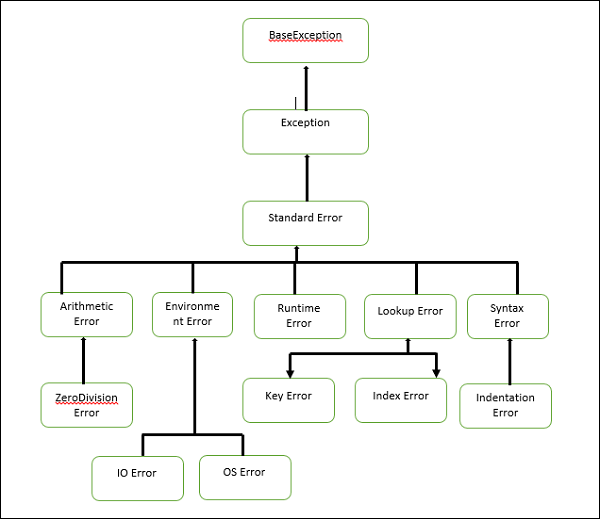 BaseException
Exception
Standard Error
Arithmetic
Error
Environme
nt Error
Runtime
Error
Lookup Error
Syntax
Error
ZeroDivision
Error
Key Error
Index Error
Indentation
Error
IO Error
OS Error